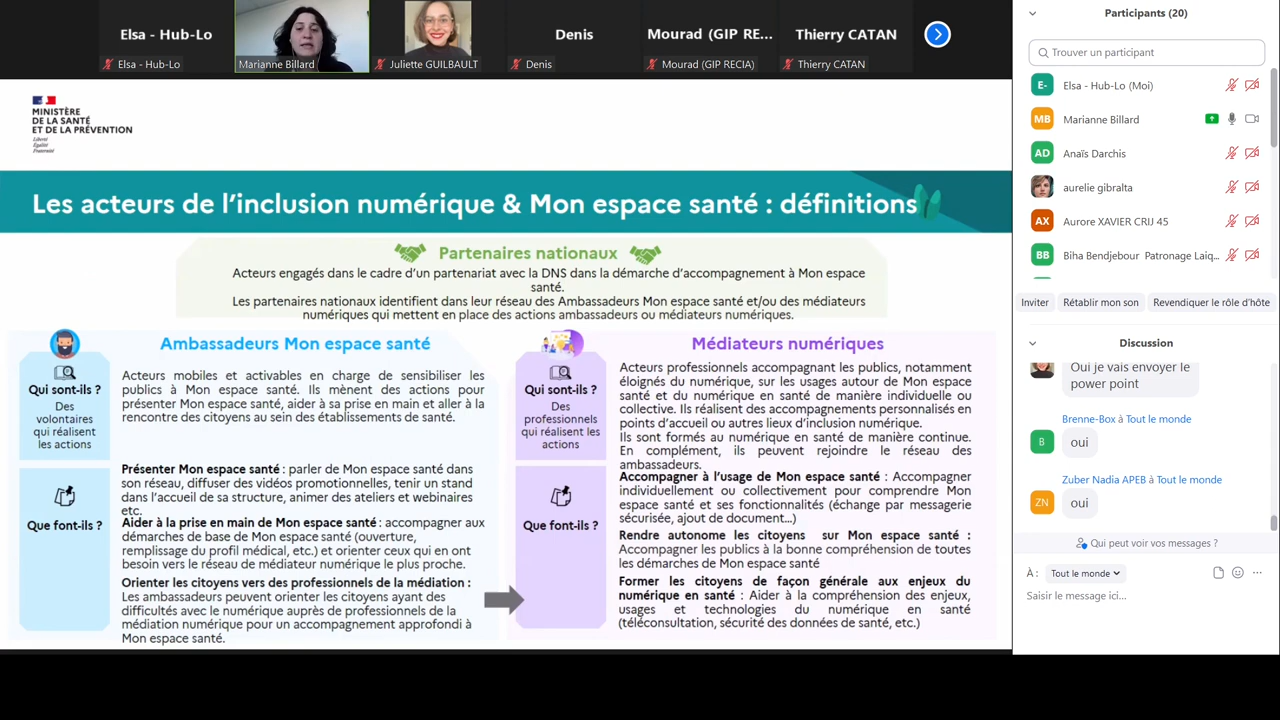 Elsa - Hub-Lo
Denis
Mourad (GIP RE...
Thierry CATAN
Elsa - Hub-Lo
Marianne Billard
Juliette GUILBAULT
Denis
Mourad (GIP RECIA)
Thierry CATAN
MINISTÈRE
DE LA SANTÉ
ET DE LA PRÉVENTION
Liberté
Égalité
Fraternité
Les acteurs de l'inclusion numérique & Mon espace santé : définitions
Partenaires nationaux
Acteurs engagés dans le cadre d'un partenariat avec la DNS dans la démarche d'accompagnement à Mon espace
santé.
Les partenaires nationaux identifient dans leur réseau des Ambassadeurs Mon espace santé et/ou des médiateurs
numériques qui mettent en place des actions ambassadeurs ou médiateurs numériques.
Ambassadeurs Mon espace santé
Qui sont-ils ?
Des
volontaires
qui réalisent
les actions
Acteurs mobiles et activables en charge de sensibiliser les
publics à Mon espace santé. Ils mènent des actions pour
présenter Mon espace santé, aider à sa prise en main et aller à la
rencontre des citoyens au sein des établissements de santé.
Que font-ils ?
Présenter Mon espace santé : parler de Mon espace santé dans
son réseau, diffuser des vidéos promotionnelles, tenir un stand
dans l'accueil de sa structure, animer des ateliers et webinaires
etc.
Aider à la prise en main de Mon espace santé : accompagner aux
démarches de base de Mon espace santé (ouverture,
remplissage du profil médical, etc.) et orienter ceux qui en ont
besoin vers le réseau de médiateur numérique le plus proche.
Orienter les citoyens vers des professionnels de la médiation :
Les ambassadeurs peuvent orienter les citoyens ayant des
difficultés avec le numérique auprès de professionnels de la
médiation numérique pour un accompagnement approfondi à
Mon espace santé.
Médiateurs numériques
Qui sont-ils ?
Des
professionnels
qui réalisent les
actions
Acteurs professionnels accompagnant les publics, notamment
éloignés du numérique, sur les usages autour de Mon espace
santé et du numérique en santé de manière individuelle ou
collective. Ils réalisent des accompagnements personnalisés en
points d'accueil ou autres lieux d'inclusion numérique.
Ils sont formés au numérique en santé de manière continue.
En complément, ils peuvent rejoindre le réseau des
ambassadeurs.
Que font-ils ?
Accompagner à l'usage de Mon espace santé : Accompagner
individuellement ou collectivement pour comprendre Mon
espace santé et ses fonctionnalités (échange par messagerie
sécurisée, ajout de document...)
Rendre autonome les citoyens sur Mon espace santé :
Accompagner les publics à la bonne compréhension de toutes
les démarches de Mon espace santé
Former les citoyens de façon générale aux enjeux du
numérique en santé : Aider à la compréhension des enjeux,
usages et technologies du numérique en santé
(téléconsultation, sécurité des données de santé, etc.)
Participants (20)
Trouver un participant
E-
Elsa - Hub-Lo (Moi)
MB
Marianne Billard
AD
Anaïs Darchis
aurelie gibralta
AX
Aurore XAVIER CRIJ 45
BB
Biha Bendjebour Patronage Laiq...
Inviter
Rétablir mon son
Revendiquer le rôle d'hôte
Discussion
Oui je vais envoyer le
power point
Brenne-Box à Tout le monde
B
oui
Zuber Nadia APEB à Tout le monde
ZN
oui
Qui peut voir vos messages ?
À :
Tout le monde
Saisir le message ici...